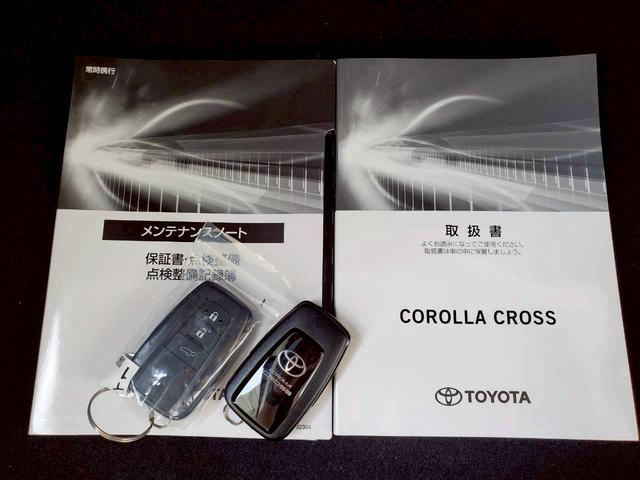 常時携行
メンテナンスノート
保証書・点検整備
点検整備記録簿
32304
取扱書
よくお読みになってご使用ください。
取扱書は車の中に保管しましょう。
COROLLA CROSS
TOYOTA
COROLLA
CROSS